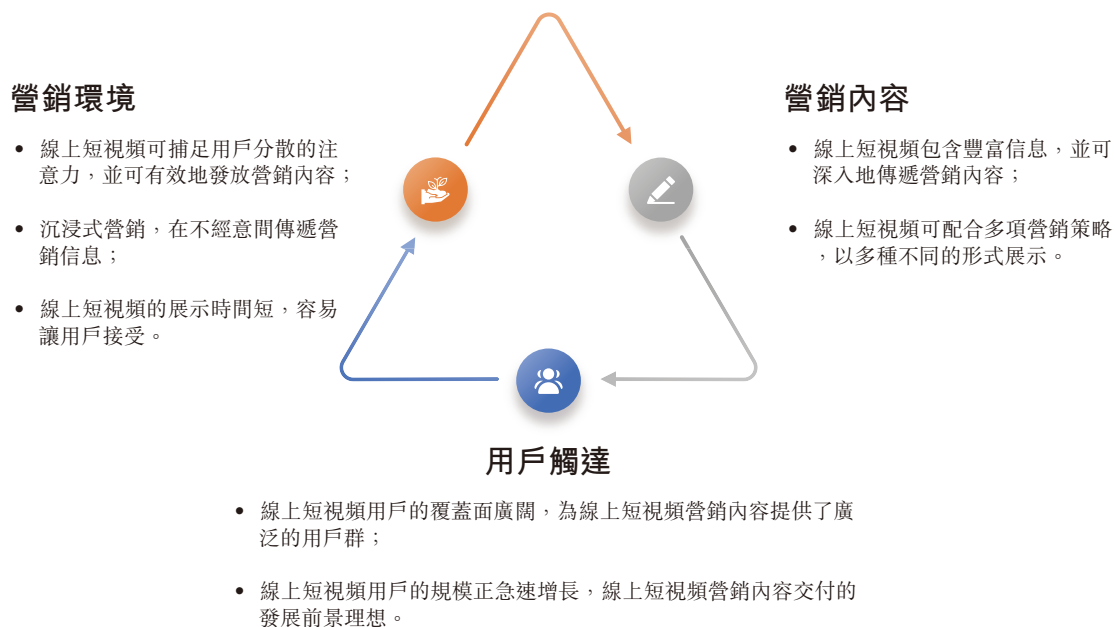 營銷環境
• 線上短視頻可捕足用戶分散的注
意力，並可有效地發放營銷內容；
• 沉浸式營銷，在不經意間傳遞營
銷信息；
• 線上短視頻的展示時間短，容易
讓用戶接受。
營銷內容
• 線上短視頻包含豐富信息，並可
深入地傳遞營銷內容；
• 線上短視頻可配合多項營銷策略
，以多種不同的形式展示。
用戶觸達
• 線上短視頻用戶的覆蓋面廣闊，為線上短視頻營銷內容提供了廣
泛的用戶群；
• 線上短視頻用戶的規模正急速增長，線上短視頻營銷內容交付的
發展前景理想。